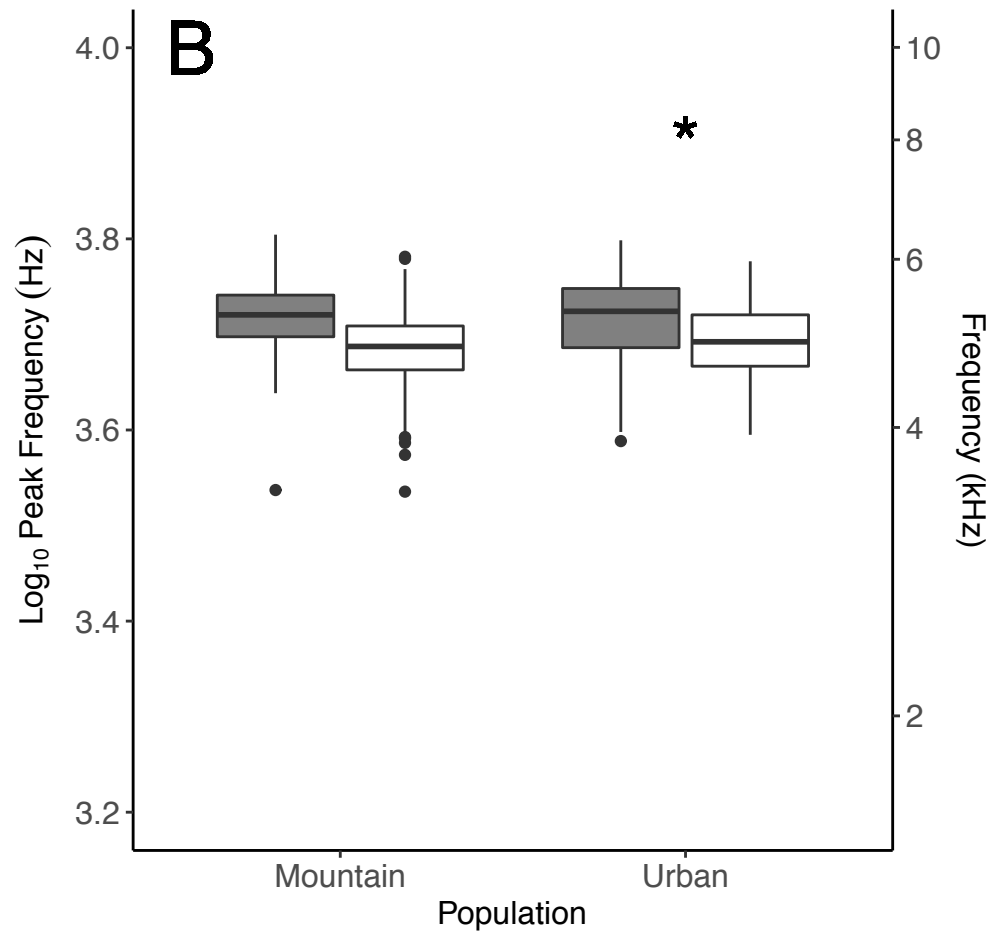 B
*
4.0
3.8
3.6
3.4
3.2
Log10 Peak Frequency (Hz)
10
8
6
4
2
Frequency (kHz)
Mountain
Urban
Population